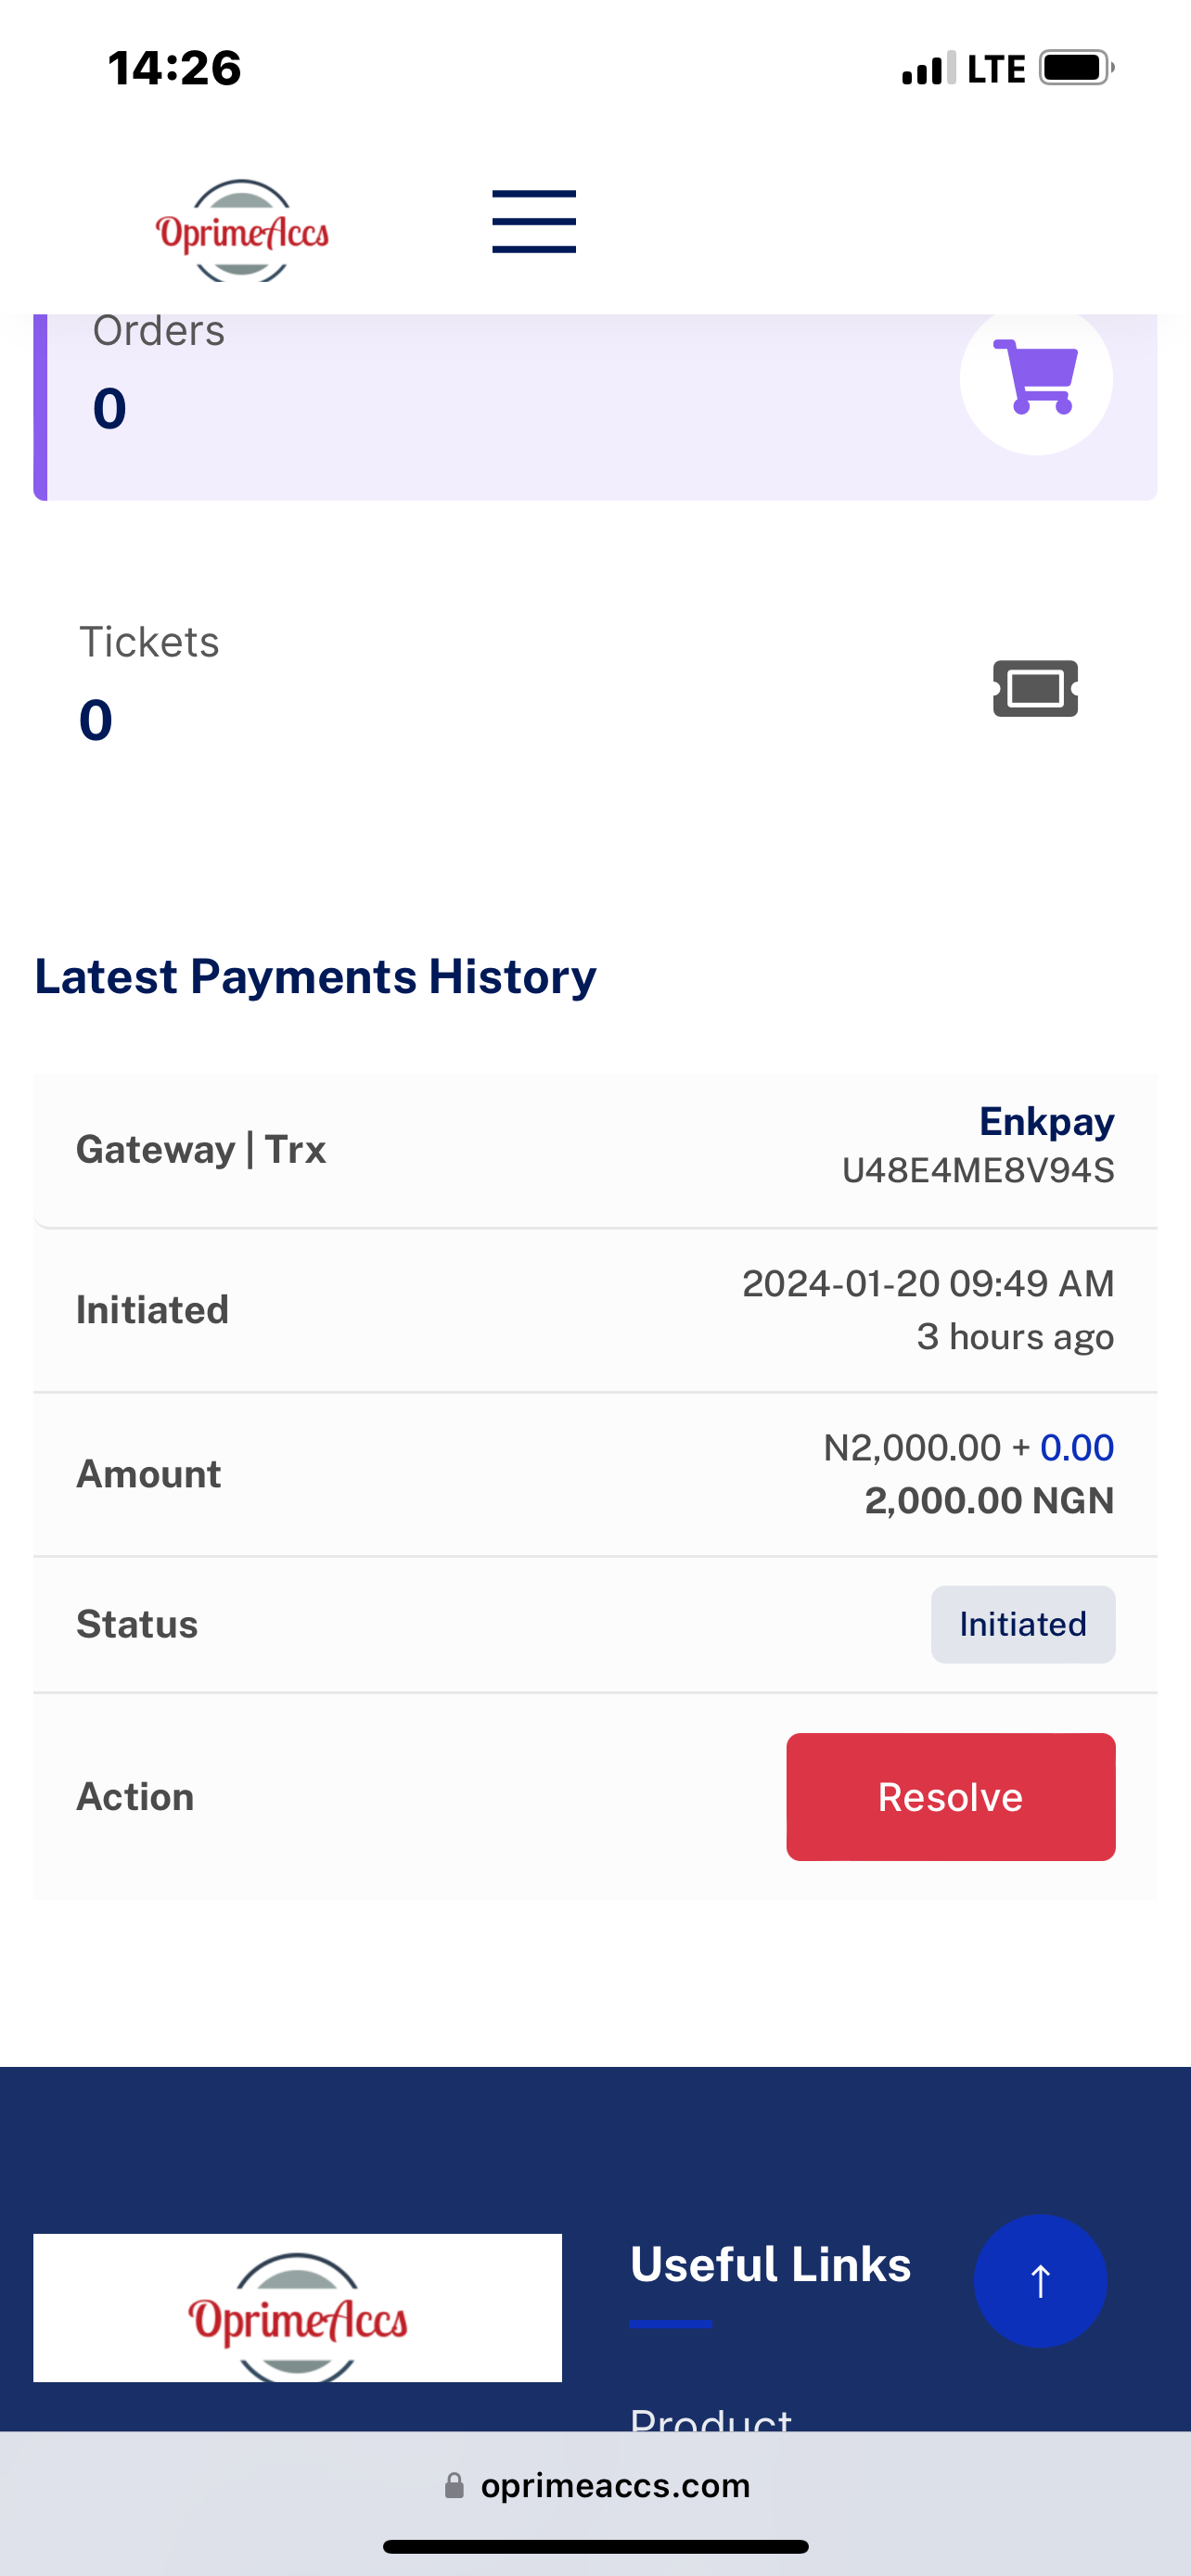 14:26
LTE
OprimeAccs
Orders
0
Tickets
0
Latest Payments History
Gateway | Trx
Enkpay
U48E4ME8V94S
Initiated
2024-01-20 09:49 AM
3 hours ago
Amount
N2,000.00 + 0.00
2,000.00 NGN
Status
Initiated
Action
Resolve
OprimeAccs
Useful Links
↑
Product
oprimeaccs.com